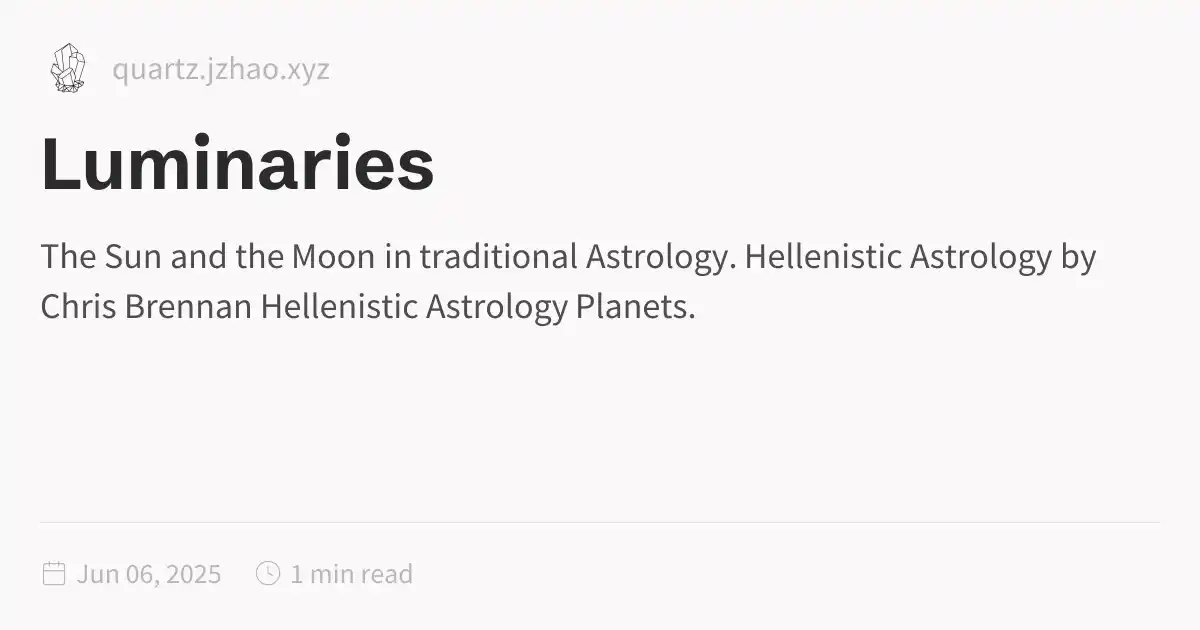 quartz.jzhao.xyz
Luminaries
The Sun and the Moon in traditional Astrology. Hellenistic Astrology by
Chris Brennan Hellenistic Astrology Planets.
Jun 06, 2025 1 min read